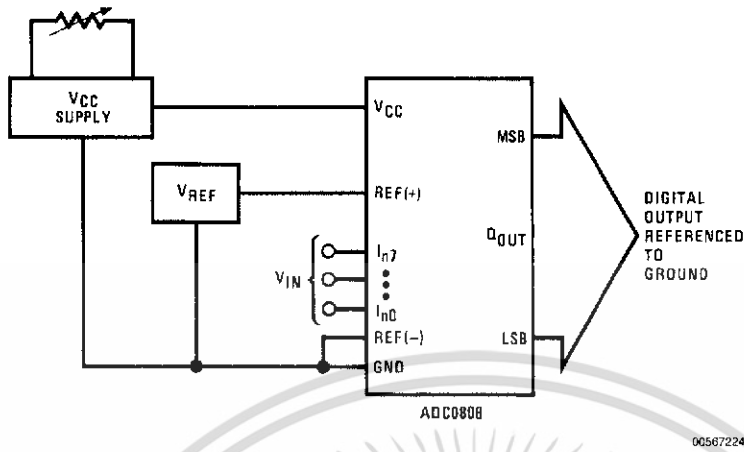 VCC
SUPPLY
VCC
MSB
VREF
REF(+)
DIGITAL
OUTPUT
REFERENCED
TO
GROUND
QOUT
VIN
In7
In0
REF(−)
LSB
GND
ADC0808
00567224